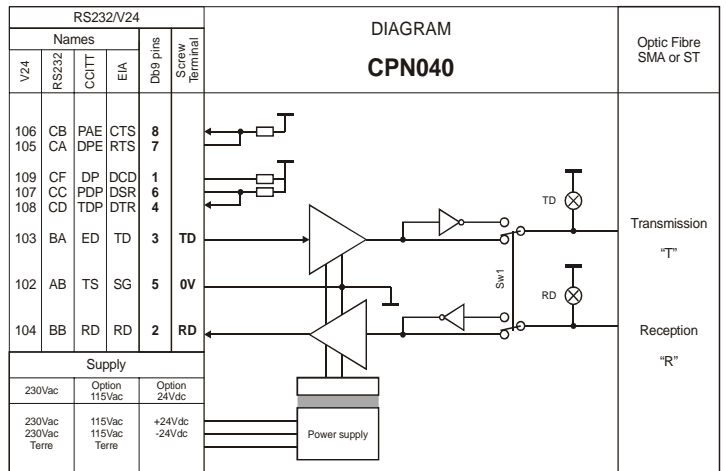 RS232/V24
Names
V24
RS232
CCITT
EIA
Db9 pins
Screw Terminal
DIAGRAM
CPN040
Optic Fibre
SMA or ST
106 CB PAE CTS 8
105 CA DPE RTS 7
109 CF DP DCD 1
107 CC PDP DSR 6
108 CD TDP DTR 4
103 BA ED TD 3 TD
102 AB TS SG 5 0V
104 BB RD RD 2 RD
TD
Sw1
RD
Transmission
“T”
Reception
“R”
Supply
230Vac
Option
115Vac
Option
24Vdc
230Vac 115Vac +24Vdc
230Vac 115Vac -24Vdc
Terre Terre
Power supply